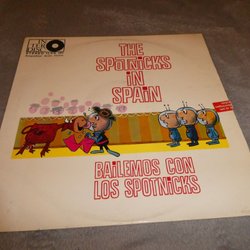 THE
SPOTNICKS
IN
SPAIN
BAILEMOS CON
LOS SPOTNICKS